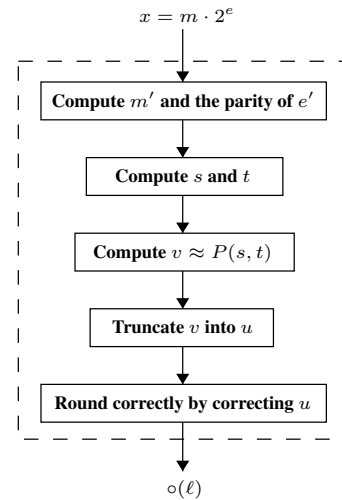 x = m · 2^e
Compute m′ and the parity of e′
Compute s and t
Compute v ≈ P(s, t)
Truncate v into u
Round correctly by correcting u
∘(ℓ)